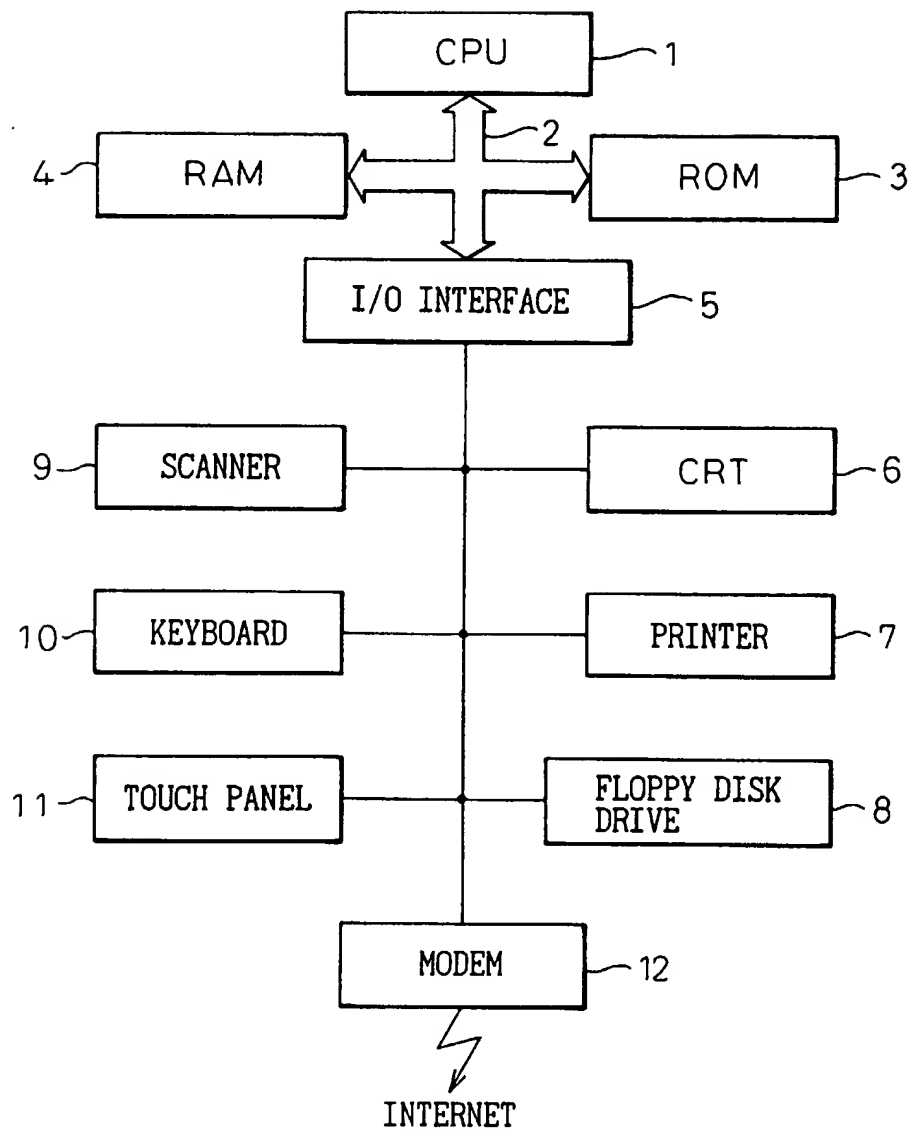 CPU
1
2
4
RAM
ROM
3
I/O INTERFACE
5
9
SCANNER
CRT
6
10
KEYBOARD
PRINTER
7
11
TOUCH PANEL
FLOPPY DISK
DRIVE
8
MODEM
12
INTERNET